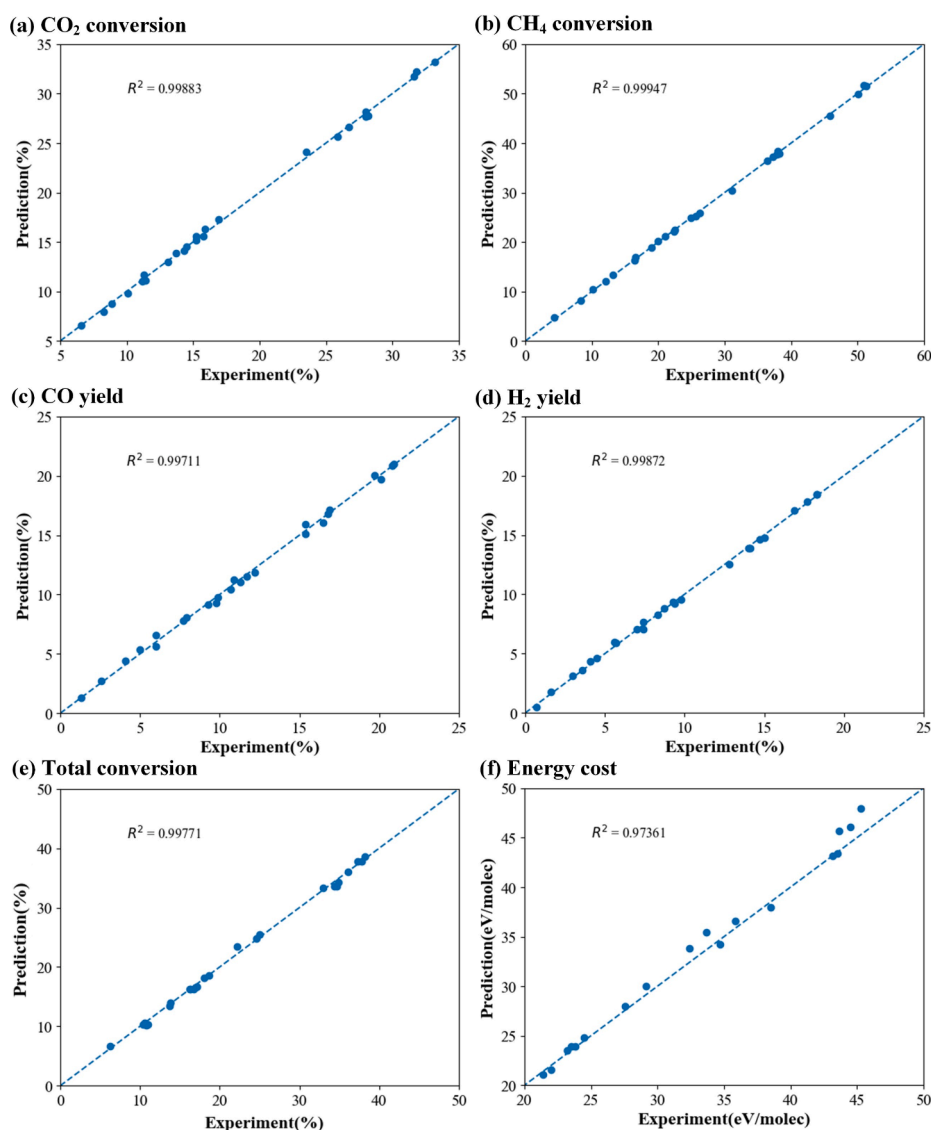 (a) CO₂ conversion
35
30
25
20
15
10
5
Prediction(%)
R² = 0.99883
5 10 15 20 25 30 35
Experiment(%)
(b) CH₄ conversion
60
50
40
30
20
10
0
Prediction(%)
R² = 0.99947
0 10 20 30 40 50 60
Experiment(%)
(c) CO yield
25
20
15
10
5
0
Prediction(%)
R² = 0.99711
0 5 10 15 20 25
Experiment(%)
(d) H₂ yield
25
20
15
10
5
0
Prediction(%)
R² = 0.99872
0 5 10 15 20 25
Experiment(%)
(e) Total conversion
50
40
30
20
10
0
Prediction(%)
R² = 0.99771
0 10 20 30 40 50
Experiment(%)
(f) Energy cost
50
45
40
35
30
25
20
Prediction(eV/molec)
R² = 0.97361
20 25 30 35 40 45 50
Experiment(eV/molec)